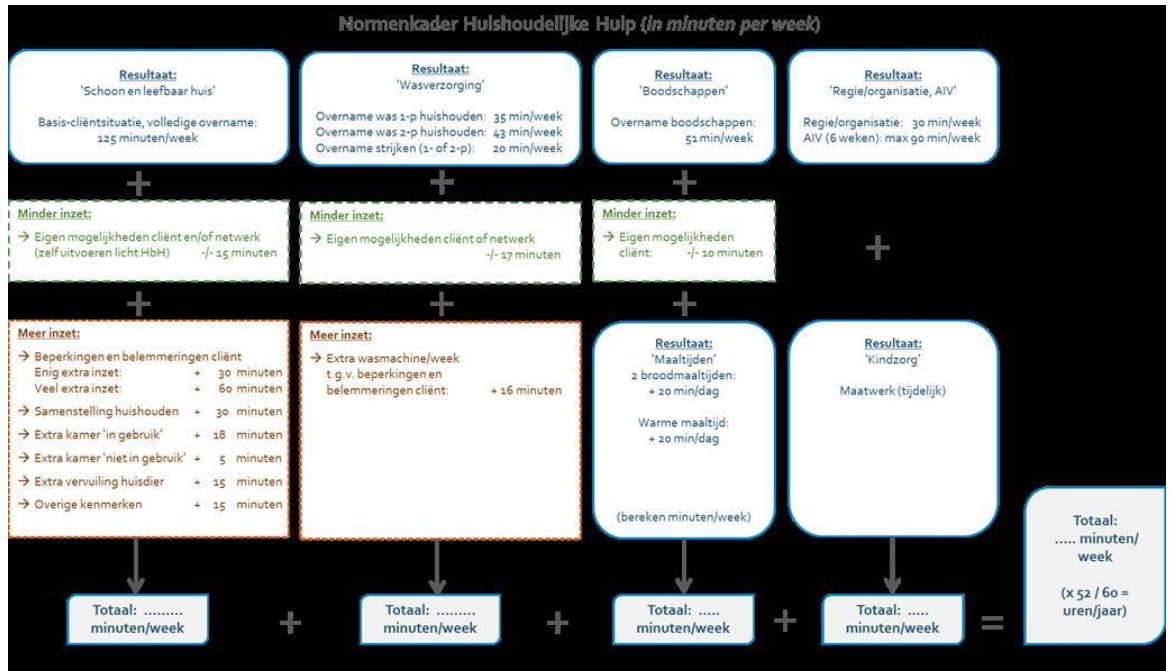 Normenkader Huishoudelijke Hulp (in minuten per week)
Resultaat:
'Schoon en leefbaar huis'
Basis-cliëntsituatie, volledige overname:
125 minuten/week
Resultaat:
'Wasverzorging'
Overname was 1-p huishouden: 35 min/week
Overname was 2-p huishouden: 43 min/week
Overname strijken (1- of 2-p): 20 min/week
Resultaat:
'Boodschappen'
Overname boodschappen:
51 min/week
Resultaat:
'Regie/organisatie, AIV'
Regie/organisatie: 30 min/week
AIV (6 weken): max 90 min/week
+
+
+
Minder inzet:
→ Eigen mogelijkheden cliënt en/of netwerk
(zelf uitvoeren licht HbH) -/- 15 minuten
Minder inzet:
→ Eigen mogelijkheden cliënt of netwerk
-/- 17 minuten
Minder inzet:
→ Eigen mogelijkheden
cliënt: -/- 10 minuten
+
+
+
+
Meer inzet:
→ Beperkingen en belemmeringen cliënt
Enig extra inzet: + 30 minuten
Veel extra inzet: + 60 minuten
→ Samenstelling huishouden + 30 minuten
→ Extra kamer 'in gebruik' + 18 minuten
→ Extra kamer 'niet in gebruik' + 5 minuten
→ Extra vervuiling huisdier + 15 minuten
→ Overige kenmerken + 15 minuten
Meer inzet:
→ Extra wasmachine/week
t.g.v. beperkingen en
belemmeringen cliënt: + 16 minuten
Resultaat:
'Maaltijden'
2 broodmaaltijden:
+ 20 min/dag
Warme maaltijd:
+ 20 min/dag
(bereken minuten/week)
Resultaat:
'Kindzorg'
Maatwerk (tijdelijk)
Totaal: .........
minuten/week
+
Totaal: .........
minuten/week
+
Totaal: .....
minuten/week
+
Totaal: .....
minuten/week
=
Totaal:
..... minuten/
week
(x 52 / 60 =
uren/jaar)